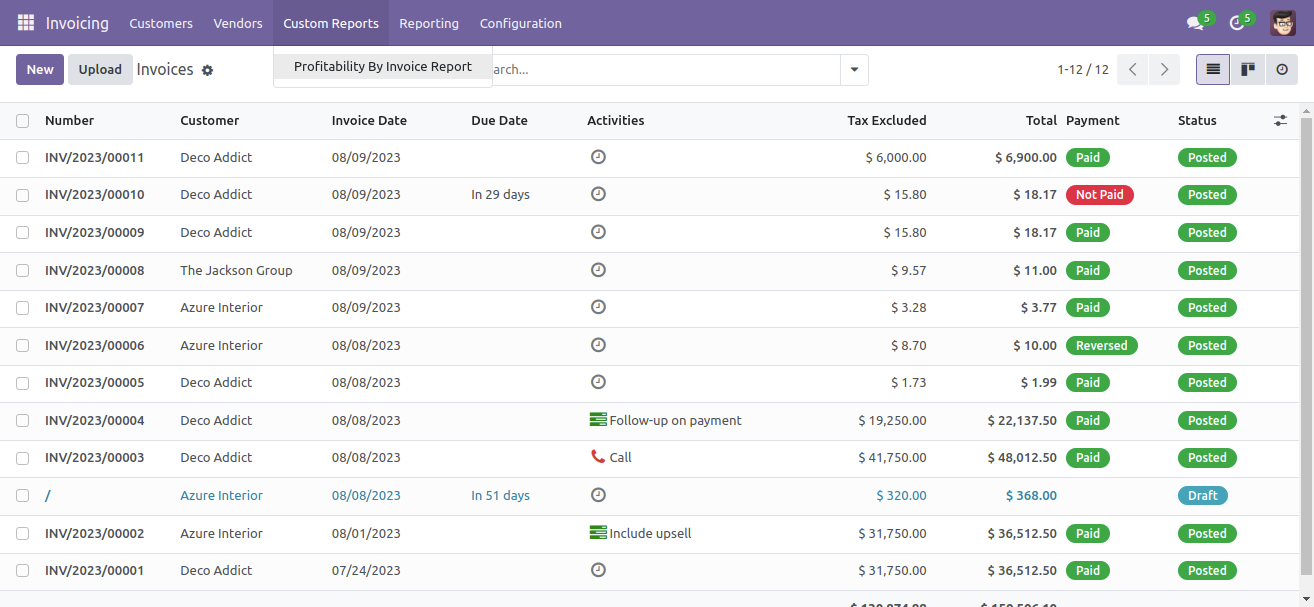 Invoicing Customers Vendors Custom Reports Reporting Configuration 5 5
New Upload Invoices Profitability By Invoice Report arch... 1-12 / 12
Number Customer Invoice Date Due Date Activities Tax Excluded Total Payment Status
INV/2023/00011 Deco Addict 08/09/2023 $ 6,000.00 $ 6,900.00 Paid Posted
INV/2023/00010 Deco Addict 08/09/2023 In 29 days $ 15.80 $ 18.17 Not Paid Posted
INV/2023/00009 Deco Addict 08/09/2023 $ 15.80 $ 18.17 Paid Posted
INV/2023/00008 The Jackson Group 08/09/2023 $ 9.57 $ 11.00 Paid Posted
INV/2023/00007 Azure Interior 08/09/2023 $ 3.28 $ 3.77 Paid Posted
INV/2023/00006 Azure Interior 08/08/2023 $ 8.70 $ 10.00 Reversed Posted
INV/2023/00005 Deco Addict 08/08/2023 $ 1.73 $ 1.99 Paid Posted
INV/2023/00004 Deco Addict 08/08/2023 Follow-up on payment $ 19,250.00 $ 22,137.50 Paid Posted
INV/2023/00003 Deco Addict 08/08/2023 Call $ 41,750.00 $ 48,012.50 Paid Posted
/ Azure Interior 08/08/2023 In 51 days $ 320.00 $ 368.00 Draft
INV/2023/00002 Azure Interior 08/01/2023 Include upsell $ 31,750.00 $ 36,512.50 Paid Posted
INV/2023/00001 Deco Addict 07/24/2023 $ 31,750.00 $ 36,512.50 Paid Posted